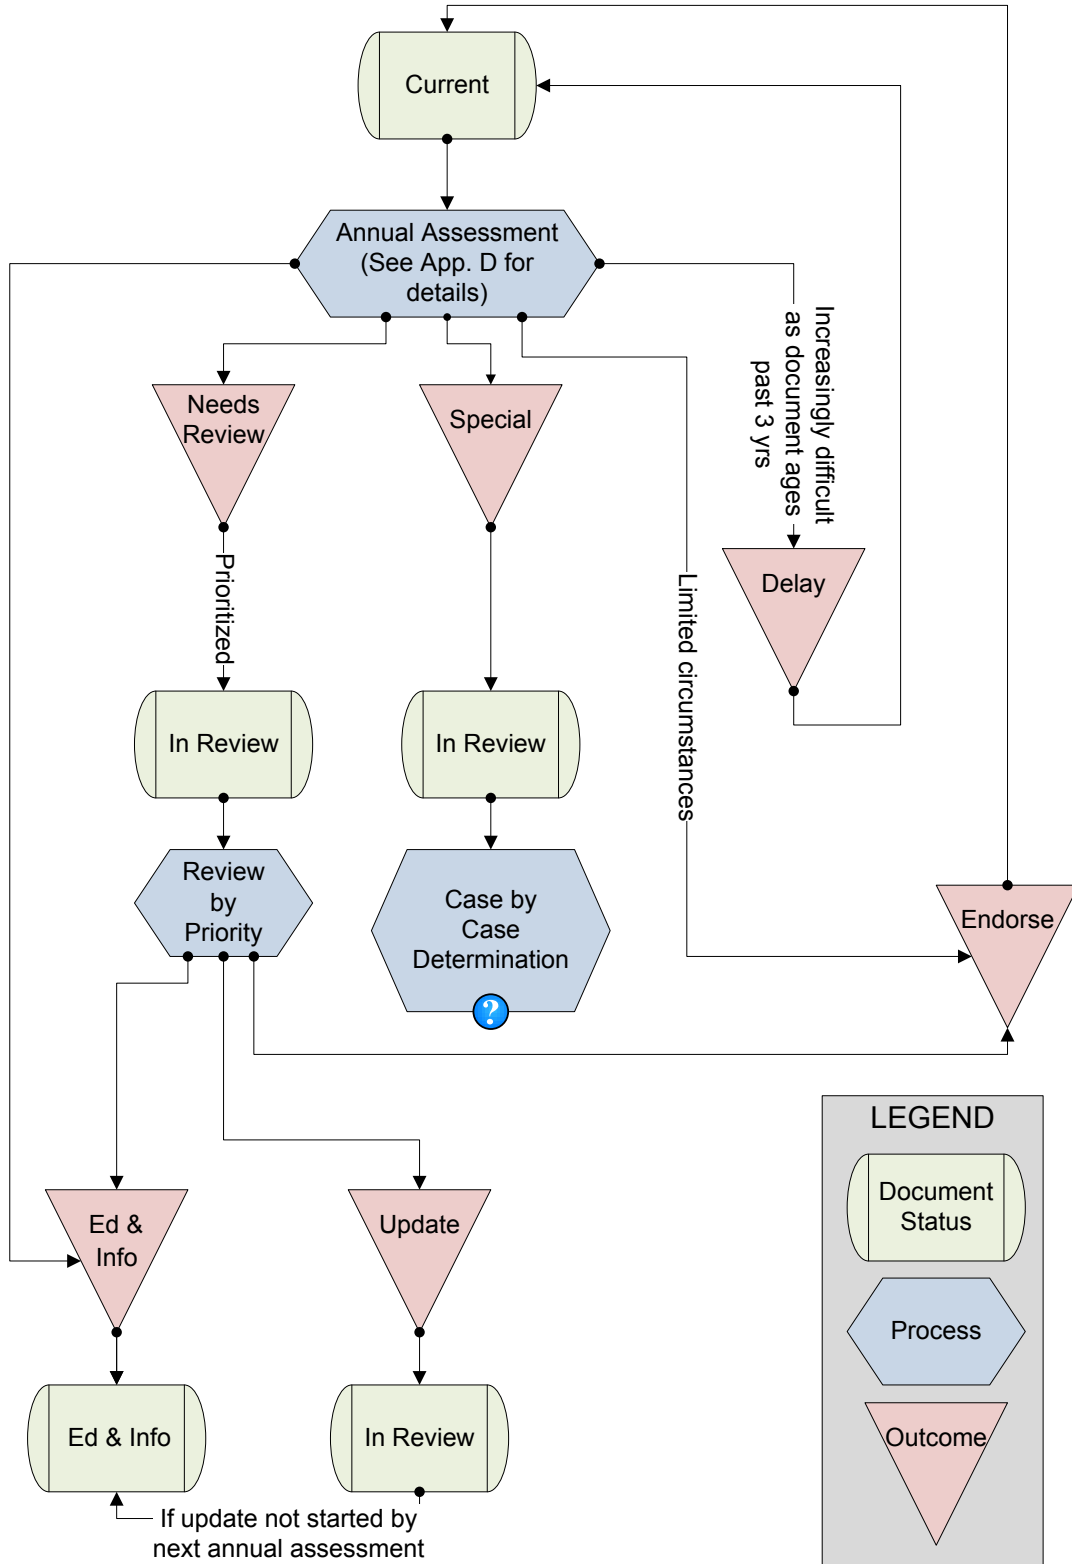 Current
Annual Assessment
(See App. D for
details)
Increasingly difficult
as document ages
past 3 yrs
Needs
Review
Special
Prioritized
Limited circumstances
Delay
In Review
In Review
Review
by
Priority
Case by
Case
Determination
?
Endorse
LEGEND
Document
Status
Process
Outcome
Ed &
Info
Update
Ed & Info
In Review
If update not started by
next annual assessment